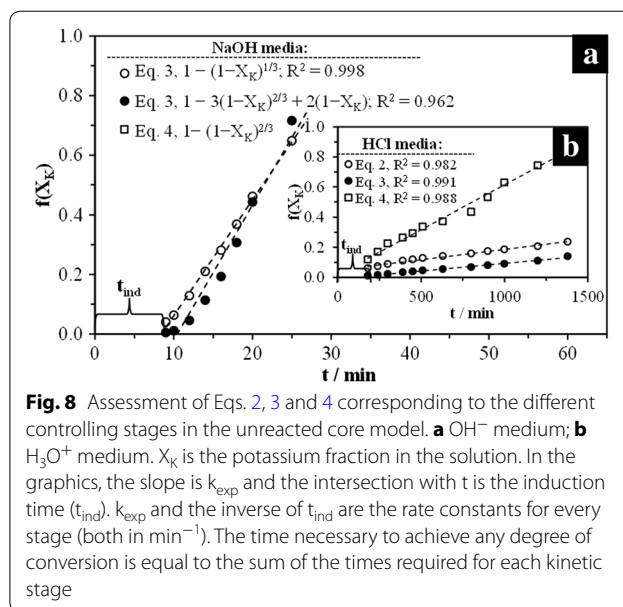 NaOH media:
a
Eq. 3, 1 − (1−X_K)^{1/3}; R² = 0.998
Eq. 3, 1 − 3(1−X_K)^{2/3} + 2(1−X_K); R² = 0.962
Eq. 4, 1− (1−X_K)^{2/3}
f(X_K)
1.0
0.8
0.6
0.4
0.2
0.0
t_ind
0 10 20 30 40 50 60
t / min
HCl media:
b
Eq. 2, R² = 0.982
Eq. 3, R² = 0.991
Eq. 4, R² = 0.988
f(X_K)
1.0
0.8
0.6
0.4
0.2
0.0
t_ind
0 500 1000 1500
t / min
Fig. 8 Assessment of Eqs. 2, 3 and 4 corresponding to the different
controlling stages in the unreacted core model. a OH⁻ medium; b
H₃O⁺ medium. X_K is the potassium fraction in the solution. In the
graphics, the slope is k_exp and the intersection with t is the induction
time (t_ind). k_exp and the inverse of t_ind are the rate constants for every
stage (both in min⁻¹). The time necessary to achieve any degree of
conversion is equal to the sum of the times required for each kinetic
stage